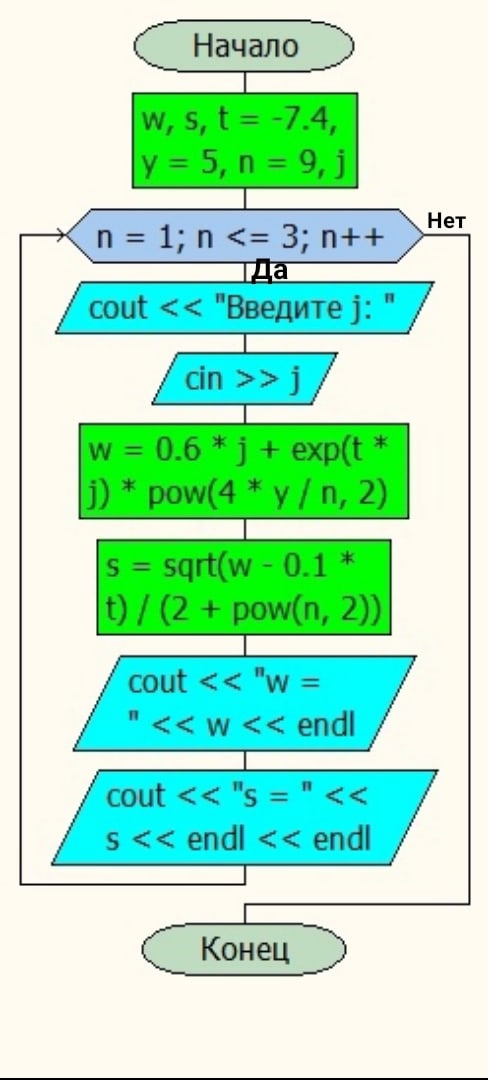 Начало
w, s, t = -7.4,
y = 5, n = 9, j
n = 1; n <= 3; n++
Нет
Да
cout << "Введите j: "
cin >> j
w = 0.6 * j + exp(t *
j) * pow(4 * y / n, 2)
s = sqrt(w - 0.1 *
t) / (2 + pow(n, 2))
cout << "w =
" << w << endl
cout << "s = " <<
s << endl << endl
Конец